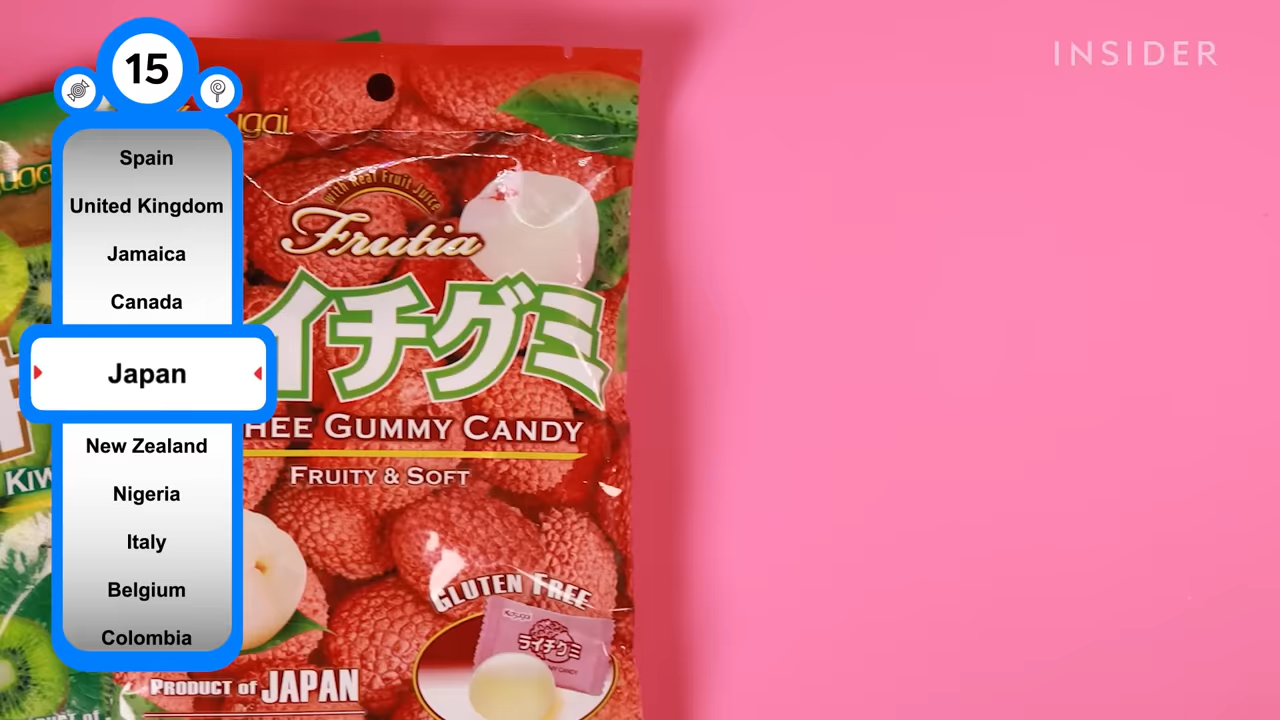 INSIDER
15
Spain
United Kingdom
Jamaica
Canada
Japan
New Zealand
Nigeria
Italy
Belgium
Colombia
with Real Fruit Juice
Frutia
イチグミ
HEE GUMMY CANDY
FRUITY & SOFT
GLUTEN FREE
Kasugai
ライチグミ
PRODUCT of JAPAN
KIW